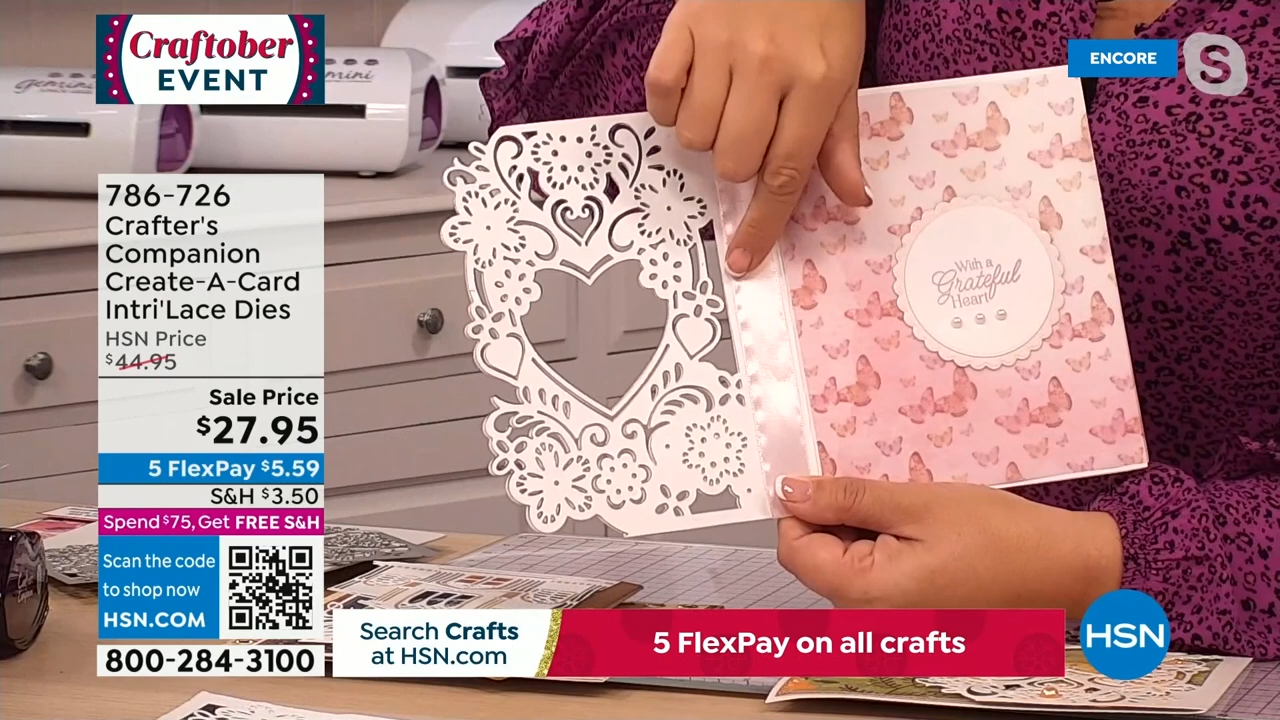 Craftober
EVENT
ENCORE
S
gemini
gemini
786-726
Crafter's
Companion
Create-A-Card
Intri'Lace Dies
HSN Price
$44.95
Sale Price
$27.95
5 FlexPay $5.59
S&H $3.50
Spend $75, Get FREE S&H
Scan the code
to shop now
HSN.COM
800-284-3100
With a
Grateful
Heart
Search Crafts
at HSN.com
5 FlexPay on all crafts
HSN